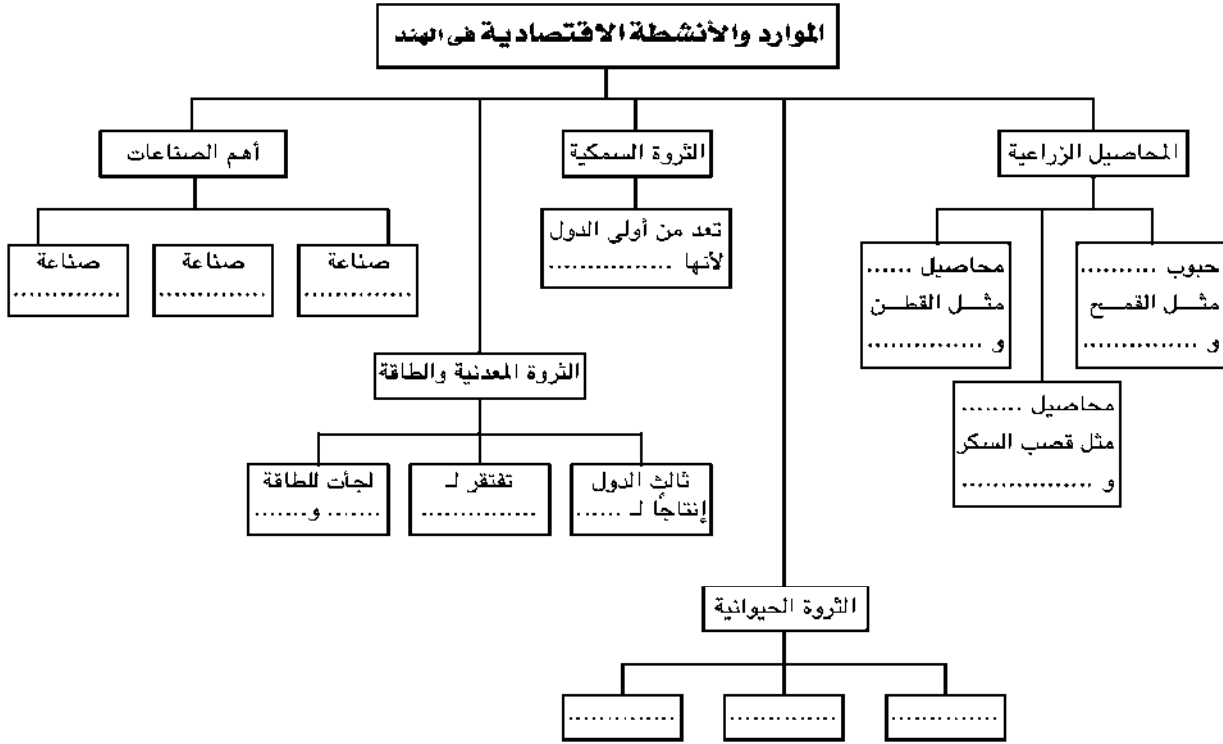 الموارد والأنشطة الاقتصادية فى الهند
المحاصيل الزراعية
حبوب ..........
مثـــل القمـــح
و ................
محاصيل ......
مثـــل القطـــن
و ................
محاصيل ........
مثل قصب السكر
و ..................
الثروة السمكية
تعد من أولى الدول
لأنها .................
أهم الصناعات
صناعة
................
صناعة
................
صناعة
................
الثروة المعدنية والطاقة
ثالث الدول
إنتاجًا لـ ......
تفتقر لـ
................
لجأت للطاقة
....... و.......
الثروة الحيوانية
................
................
................